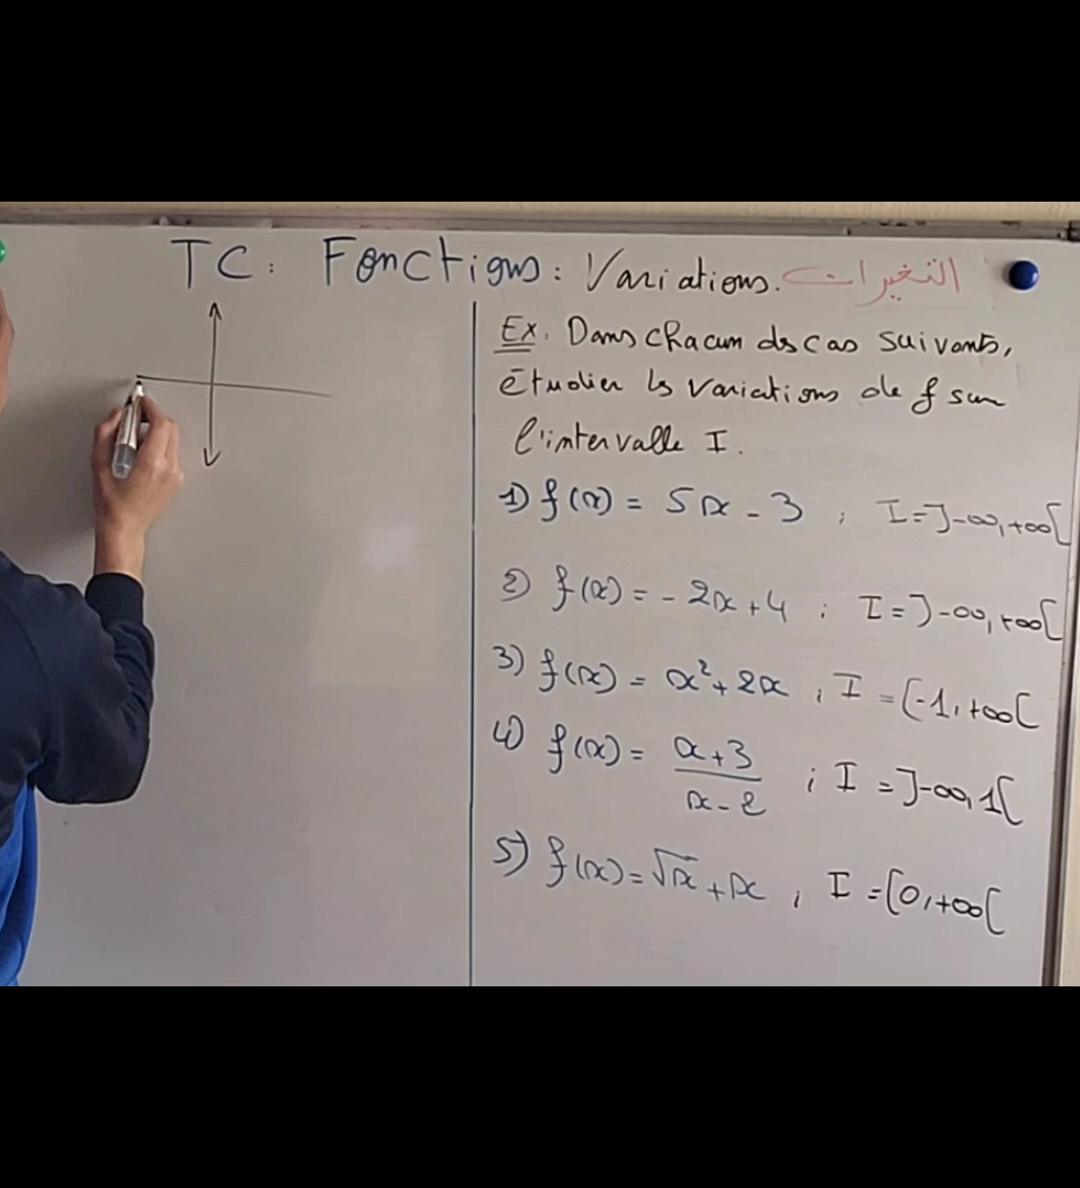 TC: Fonctions: Variations. التغيرات
Ex. Dans chacun des cas suivants,
étudier les variations de f sur
l'intervalle I.
1) f(x) = 5x - 3 ; I=]-∞,+∞[
2) f(x) = -2x+4 ; I=]-∞,+∞[
3) f(x) = x²+2x ; I =[-1,+∞[
4) f(x) = (x+3)/(x-2) ; I =]-∞,1[
5) f(x)=√x+x ; I =[0,+∞[